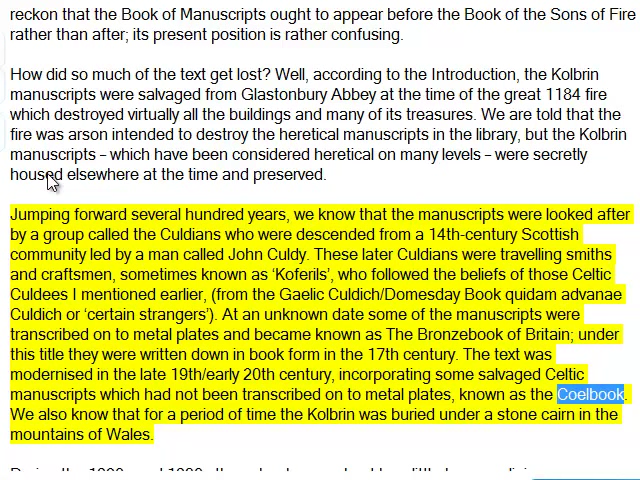 reckon that the Book of Manuscripts ought to appear before the Book of the Sons of Fire
rather than after; its present position is rather confusing.
How did so much of the text get lost? Well, according to the Introduction, the Kolbrin
manuscripts were salvaged from Glastonbury Abbey at the time of the great 1184 fire
which destroyed virtually all the buildings and many of its treasures. We are told that the
fire was arson intended to destroy the heretical manuscripts in the library, but the Kolbrin
manuscripts – which have been considered heretical on many levels – were secretly
housed elsewhere at the time and preserved.
Jumping forward several hundred years, we know that the manuscripts were looked after
by a group called the Culdians who were descended from a 14th-century Scottish
community led by a man called John Culdy. These later Culdians were travelling smiths
and craftsmen, sometimes known as ‘Koferils’, who followed the beliefs of those Celtic
Culdees I mentioned earlier, (from the Gaelic Culdich/Domesday Book quidam advanae
Culdich or ‘certain strangers’). At an unknown date some of the manuscripts were
transcribed on to metal plates and became known as The Bronzebook of Britain; under
this title they were written down in book form in the 17th century. The text was
modernised in the late 19th/early 20th century, incorporating some salvaged Celtic
manuscripts which had not been transcribed on to metal plates, known as the Coelbook.
We also know that for a period of time the Kolbrin was buried under a stone cairn in the
mountains of Wales.